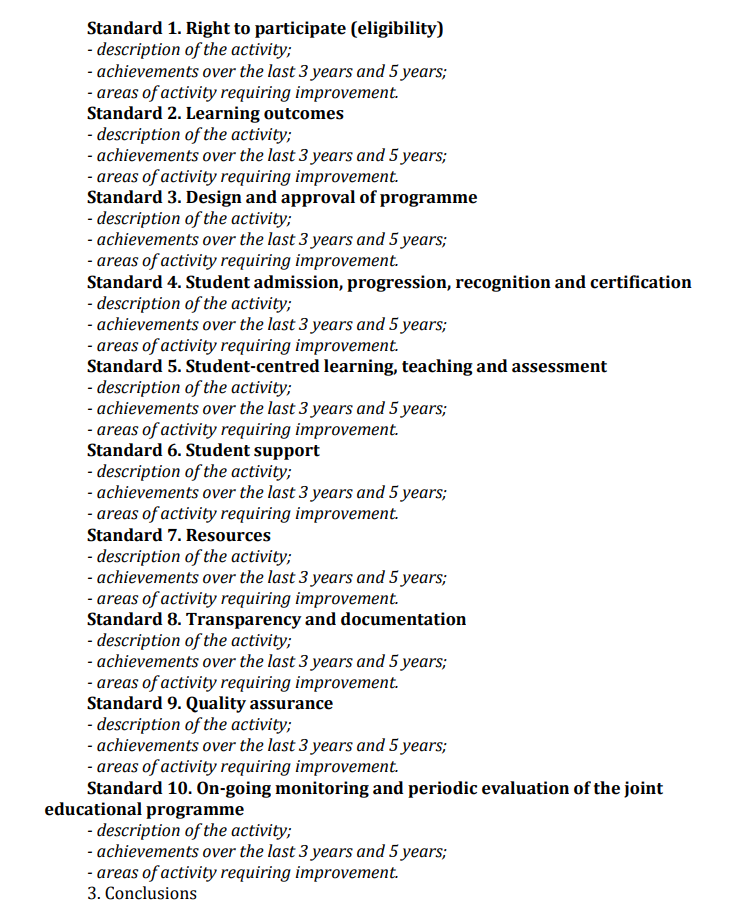 Standard 1. Right to participate (eligibility)
- description of the activity;
- achievements over the last 3 years and 5 years;
- areas of activity requiring improvement.
Standard 2. Learning outcomes
- description of the activity;
- achievements over the last 3 years and 5 years;
- areas of activity requiring improvement.
Standard 3. Design and approval of programme
- description of the activity;
- achievements over the last 3 years and 5 years;
- areas of activity requiring improvement.
Standard 4. Student admission, progression, recognition and certification
- description of the activity;
- achievements over the last 3 years and 5 years;
- areas of activity requiring improvement.
Standard 5. Student-centred learning, teaching and assessment
- description of the activity;
- achievements over the last 3 years and 5 years;
- areas of activity requiring improvement.
Standard 6. Student support
- description of the activity;
- achievements over the last 3 years and 5 years;
- areas of activity requiring improvement.
Standard 7. Resources
- description of the activity;
- achievements over the last 3 years and 5 years;
- areas of activity requiring improvement.
Standard 8. Transparency and documentation
- description of the activity;
- achievements over the last 3 years and 5 years;
- areas of activity requiring improvement.
Standard 9. Quality assurance
- description of the activity;
- achievements over the last 3 years and 5 years;
- areas of activity requiring improvement.
Standard 10. On-going monitoring and periodic evaluation of the joint
educational programme
- description of the activity;
- achievements over the last 3 years and 5 years;
- areas of activity requiring improvement.
3. Conclusions